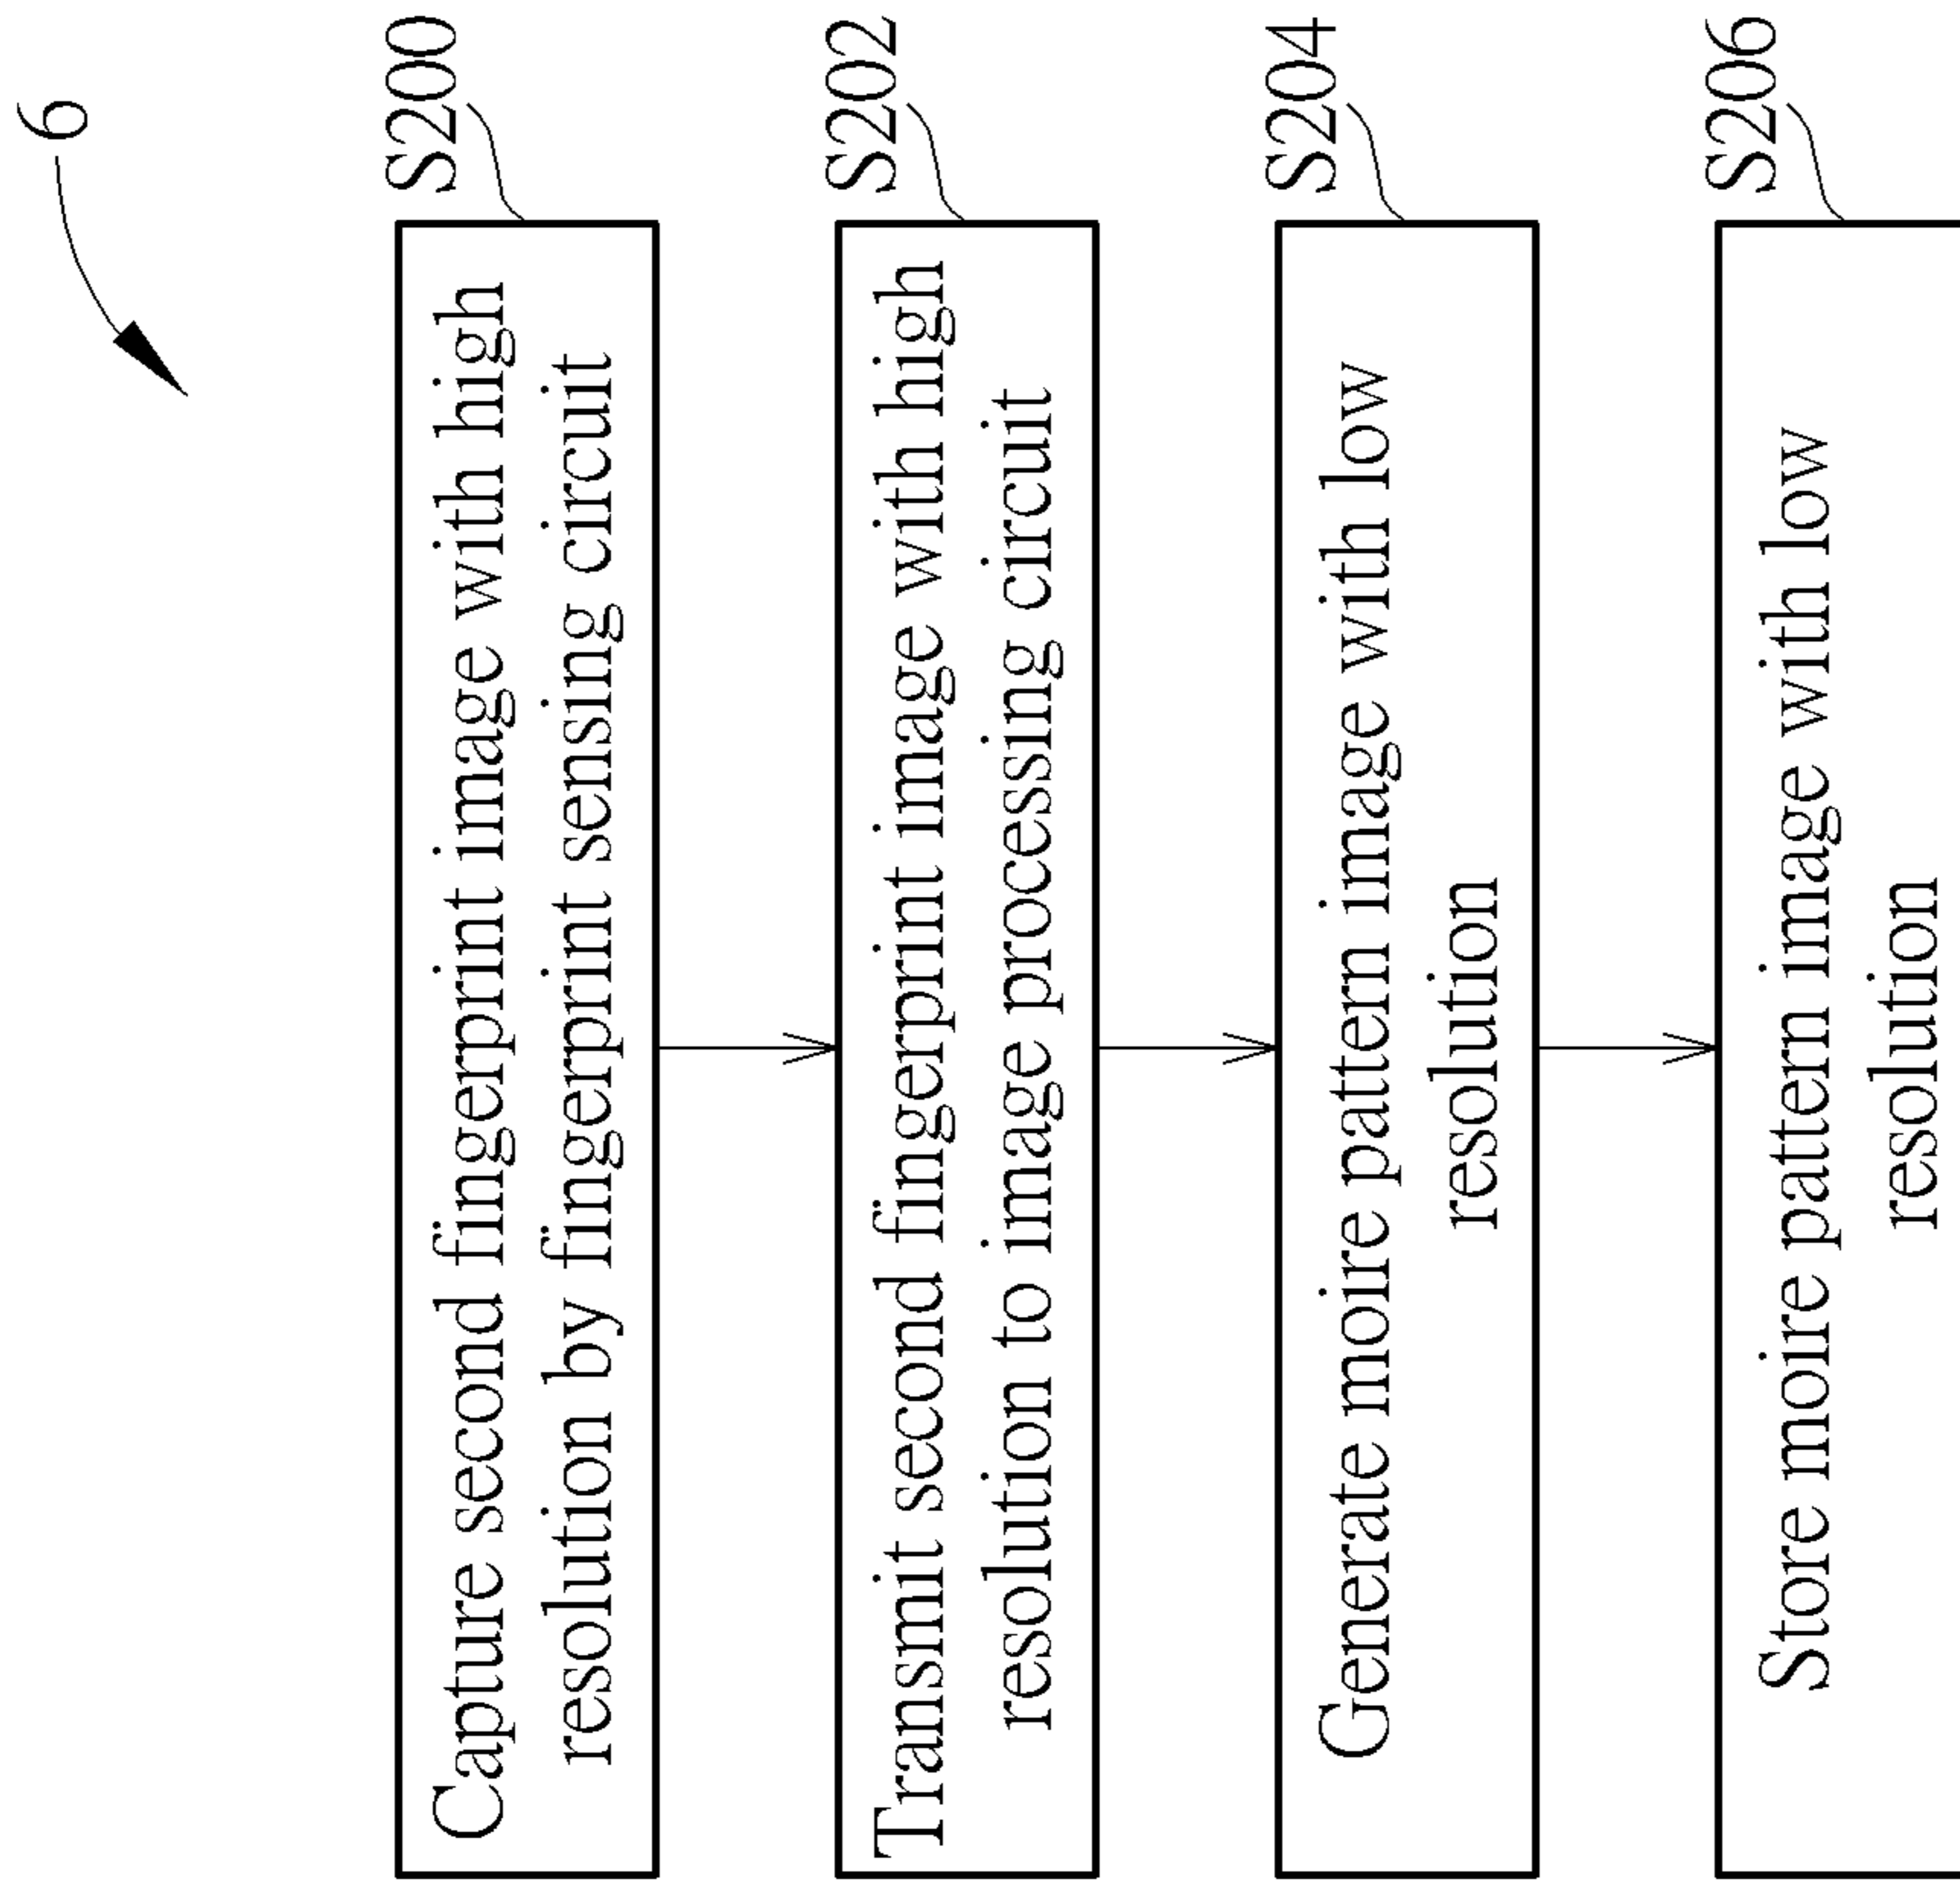 6
S200
Capture second fingerprint image with high
resolution by fingerprint sensing circuit
S202
Transmit second fingerprint image with high
resolution to image processing circuit
S204
Generate moire pattern image with low
resolution
S206
Store moire pattern image with low
resolution